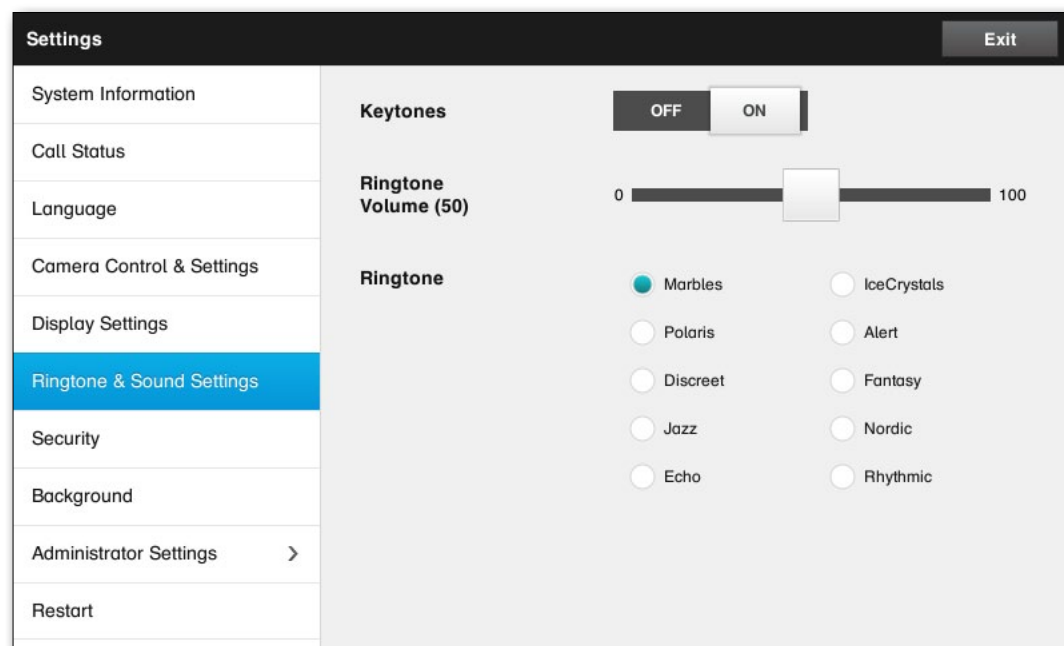 Settings
Exit
System Information
Call Status
Language
Camera Control & Settings
Display Settings
Ringtone & Sound Settings
Security
Background
Administrator Settings
Restart
Keytones
OFF ON
Ringtone
Volume (50)
0 100
Ringtone
Marbles IceCrystals
Polaris Alert
Discreet Fantasy
Jazz Nordic
Echo Rhythmic